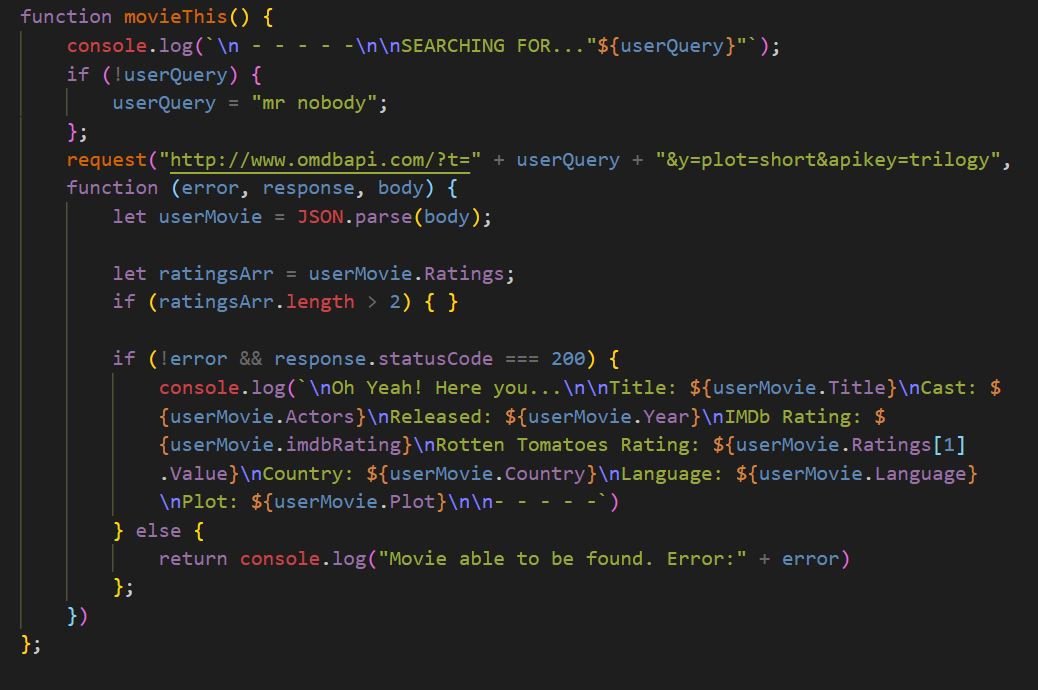 function movieThis() {
    console.log(`\n - - - - -\n\nSEARCHING FOR..."${userQuery}"`);
    if (!userQuery) {
        userQuery = "mr nobody";
    };
    request("http://www.omdbapi.com/?t=" + userQuery + "&y=plot=short&apikey=trilogy",
    function (error, response, body) {
        let userMovie = JSON.parse(body);
        let ratingsArr = userMovie.Ratings;
        if (ratingsArr.length > 2) { }
        if (!error && response.statusCode === 200) {
            console.log(`\nOh Yeah! Here you...\n\nTitle: ${userMovie.Title}\nCast: $
            {userMovie.Actors}\nReleased: ${userMovie.Year}\nIMDb Rating: $
            {userMovie.imdbRating}\nRotten Tomatoes Rating: ${userMovie.Ratings[1]
            .Value}\nCountry: ${userMovie.Country}\nLanguage: ${userMovie.Language}
            \nPlot: ${userMovie.Plot}\n\n- - - - -`)
        } else {
            return console.log("Movie able to be found. Error:" + error)
        };
    })
};